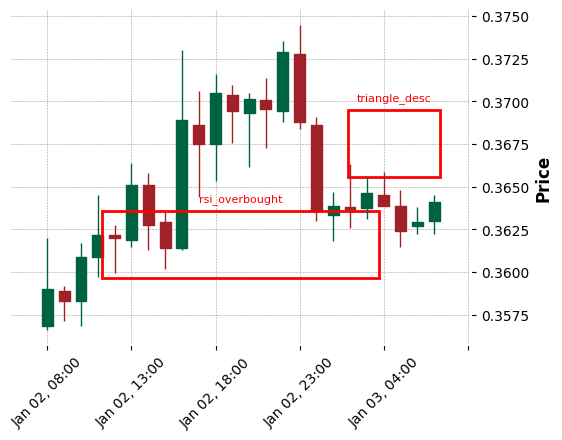 0.3750
0.3725
triangle_desc
0.3700
0.3675
Price
rsi_overbought
0.3650
0.3625
0.3600
0.3575
Jan 02, 08:00
Jan 02, 13:00
Jan 02, 18:00
Jan 02, 23:00
Jan 03, 04:00